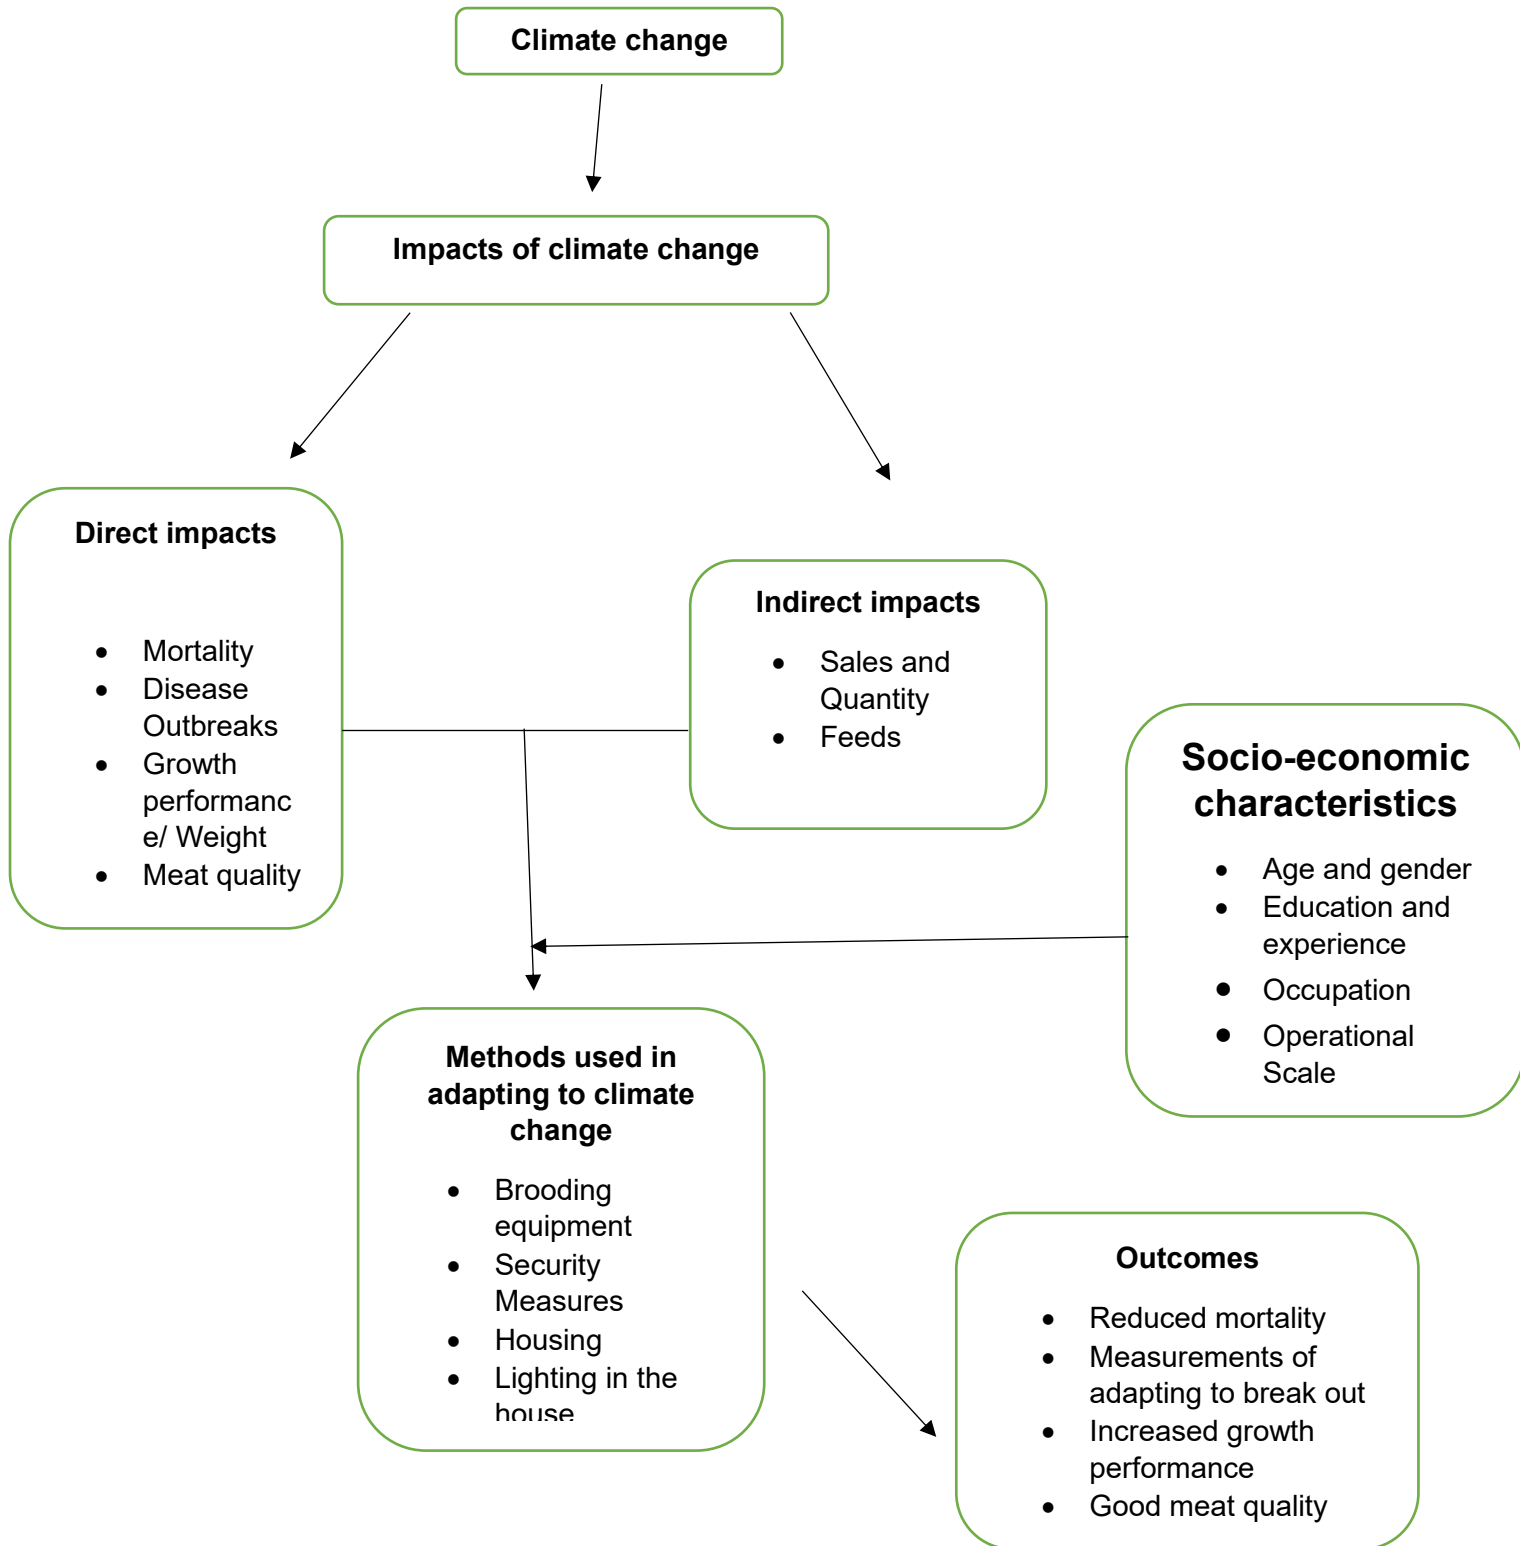 Climate change
Impacts of climate change
Direct impacts
• Mortality
• Disease
Outbreaks
• Growth
performanc
e/ Weight
• Meat quality
Indirect impacts
• Sales and
Quantity
• Feeds
Socio-economic
characteristics
• Age and gender
• Education and
experience
• Occupation
• Operational
Scale
Methods used in
adapting to climate
change
• Brooding
equipment
• Security
Measures
• Housing
• Lighting in the
house
Outcomes
• Reduced mortality
• Measurements of
adapting to break out
• Increased growth
performance
• Good meat quality